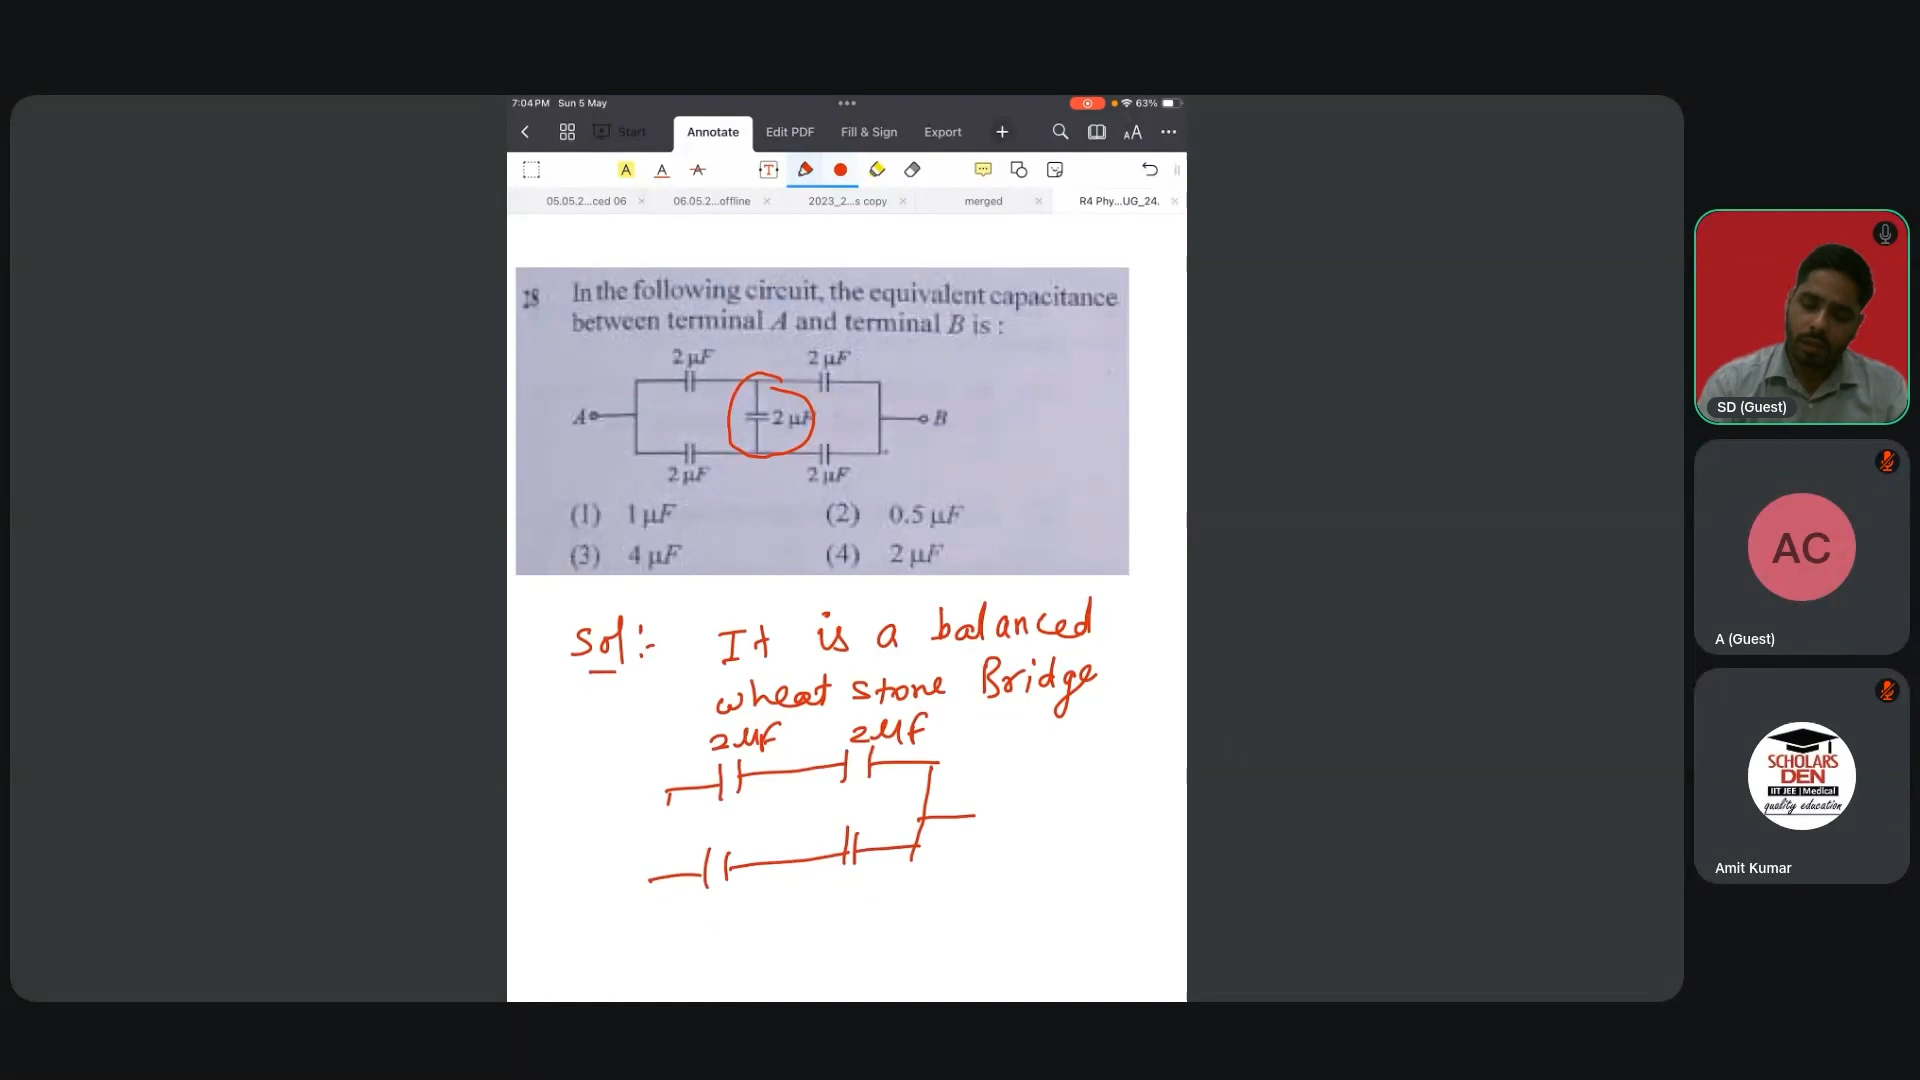 7:04 PM Sun 5 May
63%
Start
Annotate
Edit PDF
Fill & Sign
Export
05.05.2...ced 06
06.05.2...offline
2023_2...s copy
merged
R4 Phy...UG_24.
In the following circuit, the equivalent capacitance
between terminal A and terminal B is :
2 μF 2 μF
A 2 μF B
2 μF 2 μF
(1) 1 μF (2) 0.5 μF
(3) 4 μF (4) 2 μF
Sol:- It is a balanced
wheat stone Bridge
2μf 2μf
SD (Guest)
AC
A (Guest)
SCHOLARS
DEN
IIT JEE | Medical
quality education
Amit Kumar